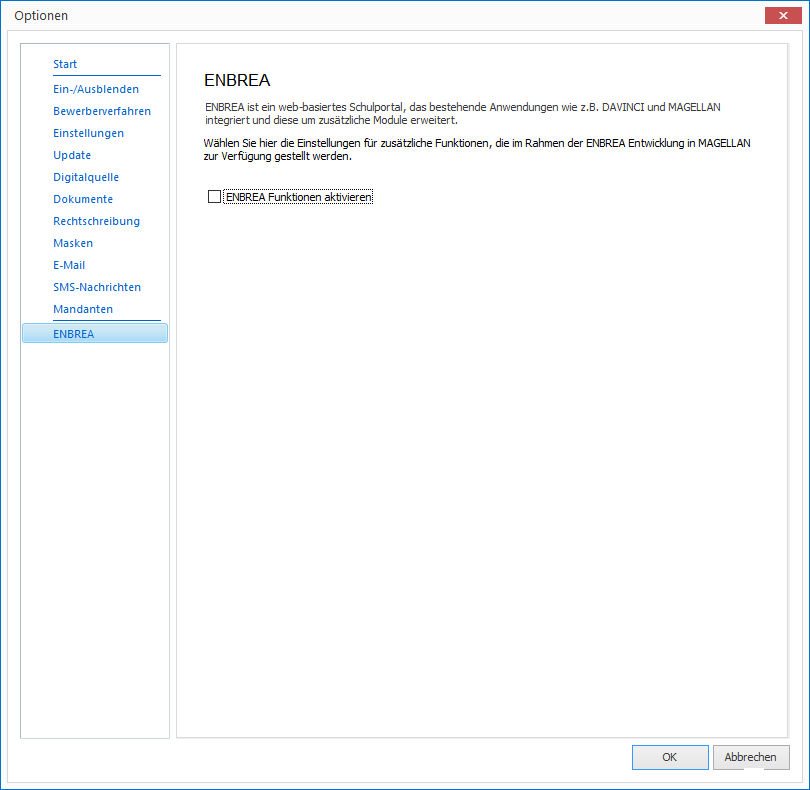 Optionen
Start
Ein-/Ausblenden
Bewerberverfahren
Einstellungen
Update
Digitalquelle
Dokumente
Rechtschreibung
Masken
E-Mail
SMS-Nachrichten
Mandanten
ENBREA
ENBREA
ENBREA ist ein web-basiertes Schulportal, das bestehende Anwendungen wie z.B. DAVINCI und MAGELLAN
integriert und diese um zusätzliche Module erweitert.
Wählen Sie hier die Einstellungen für zusätzliche Funktionen, die im Rahmen der ENBREA Entwicklung in MAGELLAN
zur Verfügung gestellt werden.
ENBREA Funktionen aktivieren
OK
Abbrechen